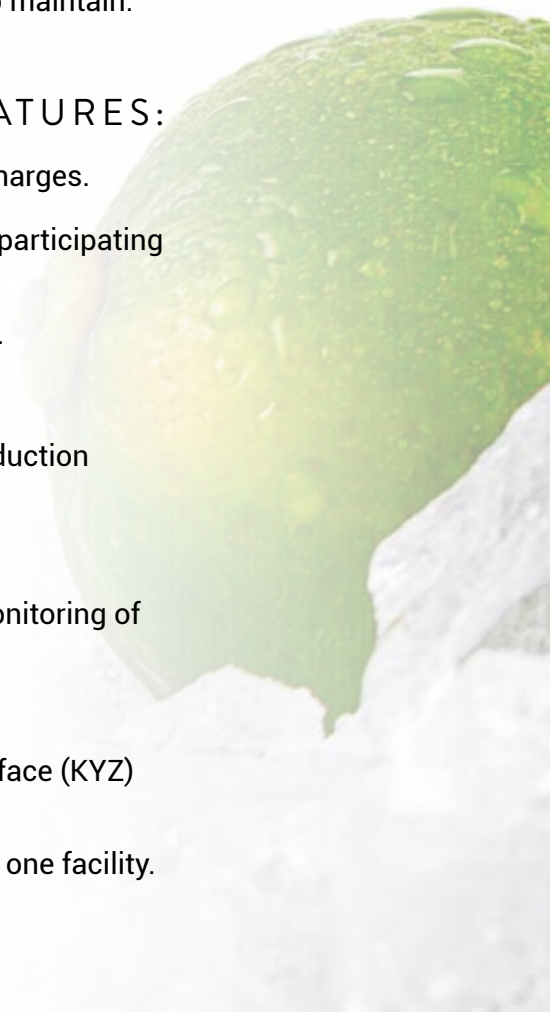 maintain.
ATURES:
harges.
participating
.
duction
onitoring of
face (KYZ)
one facility.